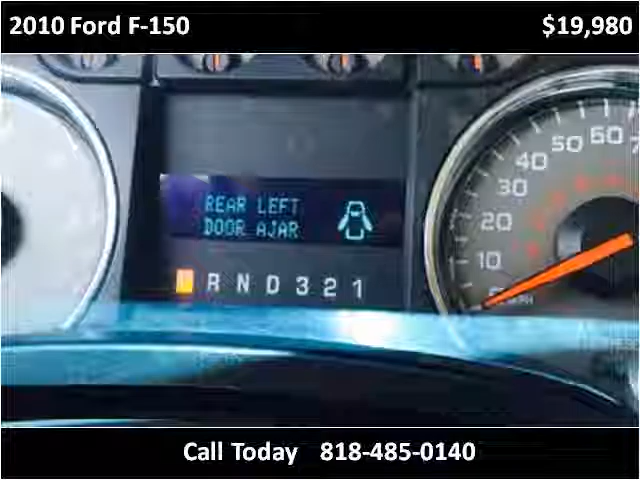 2010 Ford F-150 $19,980
REAR LEFT
DOOR AJAR
R N D 3 2 1
10
20
30
40
50
60
Call Today 818-485-0140